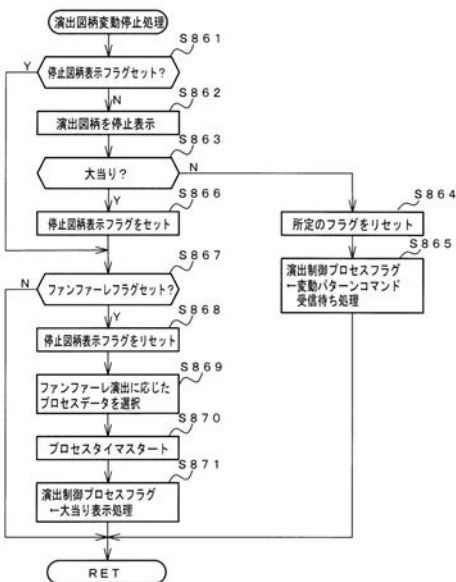 演出図柄変動停止処理
S861
Y
停止図柄表示フラグセット?
N
S862
演出図柄を停止表示
S863
大当り?
N
Y
S866
停止図柄表示フラグをセット
S864
所定のフラグをリセット
S865
演出制御プロセスフラグ
←変動パターンコマンド
受信待ち処理
S867
N
ファンファーレフラグセット?
Y
S868
停止図柄表示フラグをリセット
S869
ファンファーレ演出に応じた
プロセスデータを選択
S870
プロセスタイマスタート
S871
演出制御プロセスフラグ
←大当り表示処理
RET